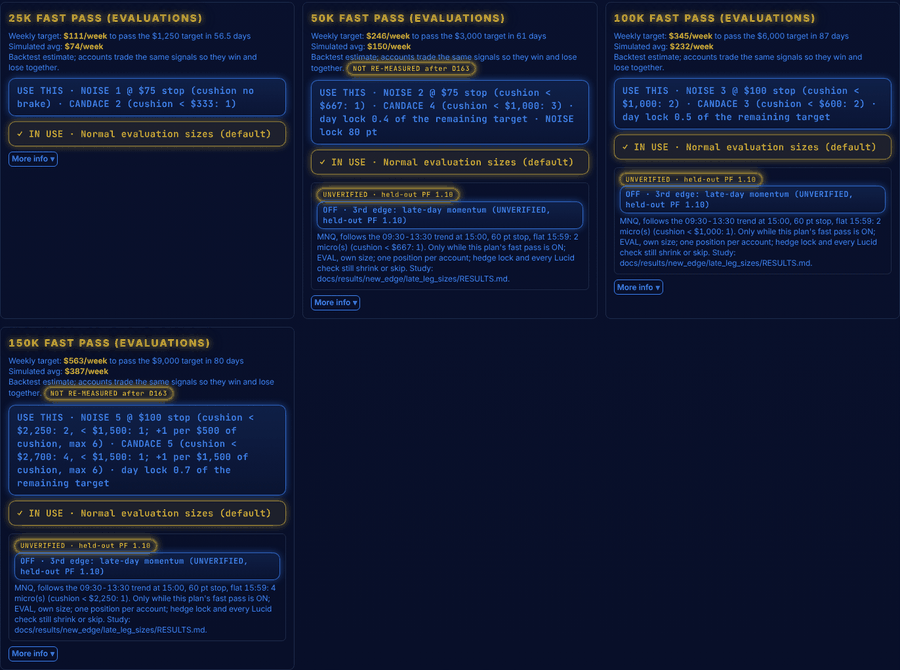 25K FAST PASS (EVALUATIONS)
Weekly target: $111/week to pass the $1,250 target in 56.5 days
Simulated avg: $74/week
Backtest estimate; accounts trade the same signals so they win and
lose together.
USE THIS · NOISE 1 @ $75 stop (cushion no
brake) · CANDACE 2 (cushion < $333: 1)
✓ IN USE · Normal evaluation sizes (default)
More info ▾
50K FAST PASS (EVALUATIONS)
Weekly target: $246/week to pass the $3,000 target in 61 days
Simulated avg: $150/week
Backtest estimate; accounts trade the same signals so they win and lose
together. NOT RE-MEASURED after D163
USE THIS · NOISE 2 @ $75 stop (cushion <
$667: 1) · CANDACE 4 (cushion < $1,000: 3) ·
day lock 0.4 of the remaining target · NOISE
lock 80 pt
✓ IN USE · Normal evaluation sizes (default)
UNVERIFIED · held-out PF 1.10
OFF · 3rd edge: late-day momentum (UNVERIFIED,
held-out PF 1.10)
MNQ, follows the 09:30-13:30 trend at 15:00, 60 pt stop, flat 15:59: 2
micro(s) (cushion < $667: 1). Only while this plan's fast pass is ON;
EVAL, own size; one position per account; hedge lock and every Lucid
check still shrink or skip. Study:
docs/results/new_edge/late_leg_sizes/RESULTS.md.
More info ▾
100K FAST PASS (EVALUATIONS)
Weekly target: $345/week to pass the $6,000 target in 87 days
Simulated avg: $232/week
Backtest estimate; accounts trade the same signals so they win and
lose together.
USE THIS · NOISE 3 @ $100 stop (cushion <
$1,000: 2) · CANDACE 3 (cushion < $600: 2) ·
day lock 0.5 of the remaining target
✓ IN USE · Normal evaluation sizes (default)
UNVERIFIED · held-out PF 1.10
OFF · 3rd edge: late-day momentum (UNVERIFIED,
held-out PF 1.10)
MNQ, follows the 09:30-13:30 trend at 15:00, 60 pt stop, flat 15:59: 2
micro(s) (cushion < $1,000: 1). Only while this plan's fast pass is ON;
EVAL, own size; one position per account; hedge lock and every Lucid
check still shrink or skip. Study:
docs/results/new_edge/late_leg_sizes/RESULTS.md.
More info ▾
150K FAST PASS (EVALUATIONS)
Weekly target: $563/week to pass the $9,000 target in 80 days
Simulated avg: $387/week
Backtest estimate; accounts trade the same signals so they win and lose
together. NOT RE-MEASURED after D163
USE THIS · NOISE 5 @ $100 stop (cushion <
$2,250: 2, < $1,500: 1; +1 per $500 of
cushion, max 6) · CANDACE 5 (cushion <
$2,700: 4, < $1,500: 1; +1 per $1,500 of
cushion, max 6) · day lock 0.7 of the
remaining target
✓ IN USE · Normal evaluation sizes (default)
UNVERIFIED · held-out PF 1.10
OFF · 3rd edge: late-day momentum (UNVERIFIED,
held-out PF 1.10)
MNQ, follows the 09:30-13:30 trend at 15:00, 60 pt stop, flat 15:59: 4
micro(s) (cushion < $2,250: 1). Only while this plan's fast pass is ON;
EVAL, own size; one position per account; hedge lock and every Lucid
check still shrink or skip. Study:
docs/results/new_edge/late_leg_sizes/RESULTS.md.
More info ▾